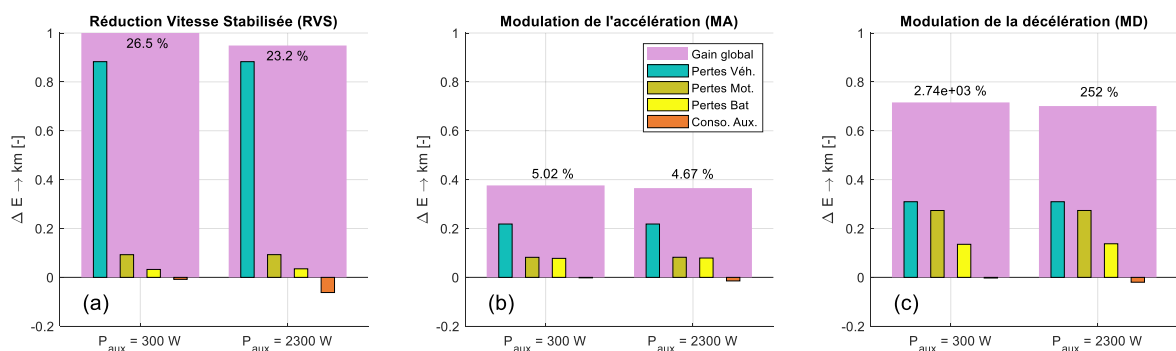 Réduction Vitesse Stabilisée (RVS)
1
0.8
0.6
0.4
0.2
0
-0.2
Δ E → km [-]
26.5 %
23.2 %
(a)
P_aux = 300 W
P_aux = 2300 W
Modulation de l'accélération (MA)
1
0.8
0.6
0.4
0.2
0
-0.2
Δ E → km [-]
Gain global
Pertes Véh.
Pertes Mot.
Pertes Bat
Conso. Aux.
5.02 %
4.67 %
(b)
P_aux = 300 W
P_aux = 2300 W
Modulation de la décélération (MD)
1
0.8
0.6
0.4
0.2
0
-0.2
Δ E → km [-]
2.74e+03 %
252 %
(c)
P_aux = 300 W
P_aux = 2300 W